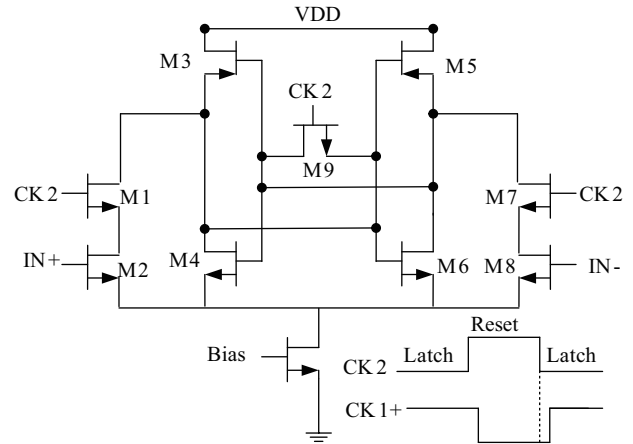 VDD
M3
M5
CK2
M9
CK2
M1
M7
CK2
IN+
M2
M4
M6
M8
IN-
Bias
Reset
Latch
Latch
CK2
CK1+